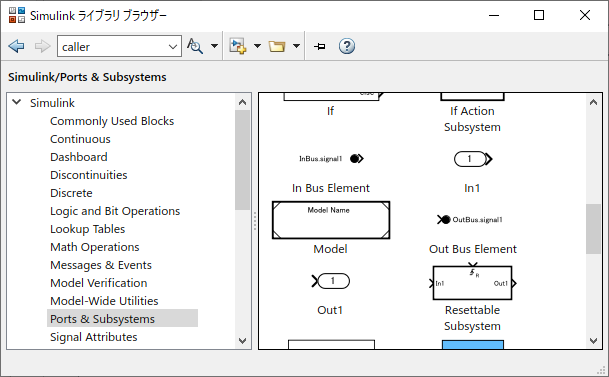 Simulink ライブラリ ブラウザー
caller
Simulink/Ports & Subsystems
Simulink
Commonly Used Blocks
Continuous
Dashboard
Discontinuities
Discrete
Logic and Bit Operations
Lookup Tables
Math Operations
Messages & Events
Model Verification
Model-Wide Utilities
Ports & Subsystems
Signal Attributes
If
If Action
Subsystem
InBus.signal1
1
In Bus Element
In1
Model Name
OutBus.signal1
Model
Out Bus Element
1
R
In1
Out1
Out1
Resettable
Subsystem